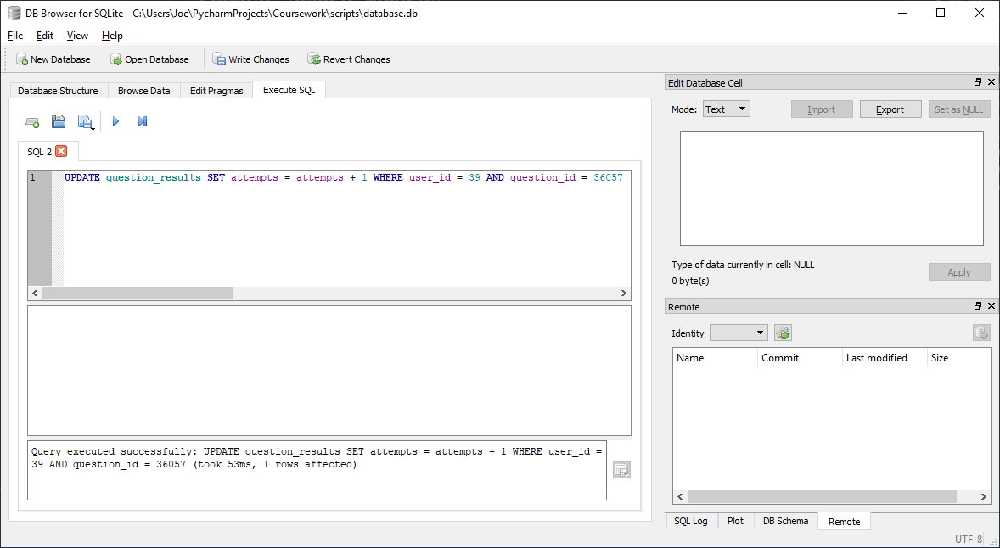 DB Browser for SQLite - C:\Users\Joe\PycharmProjects\Coursework\scripts\database.db
File Edit View Help
New Database Open Database Write Changes Revert Changes
Database Structure Browse Data Edit Pragmas Execute SQL
SQL 2
1 UPDATE question_results SET attempts = attempts + 1 WHERE user_id = 39 AND question_id = 36057
Query executed successfully: UPDATE question_results SET attempts = attempts + 1 WHERE user_id =
39 AND question_id = 36057 (took 53ms, 1 rows affected)
Edit Database Cell
Mode: Text Import Export Set as NULL
Type of data currently in cell: NULL
0 byte(s)
Apply
Remote
Identity
Name Commit Last modified Size
SQL Log Plot DB Schema Remote
UTF-8